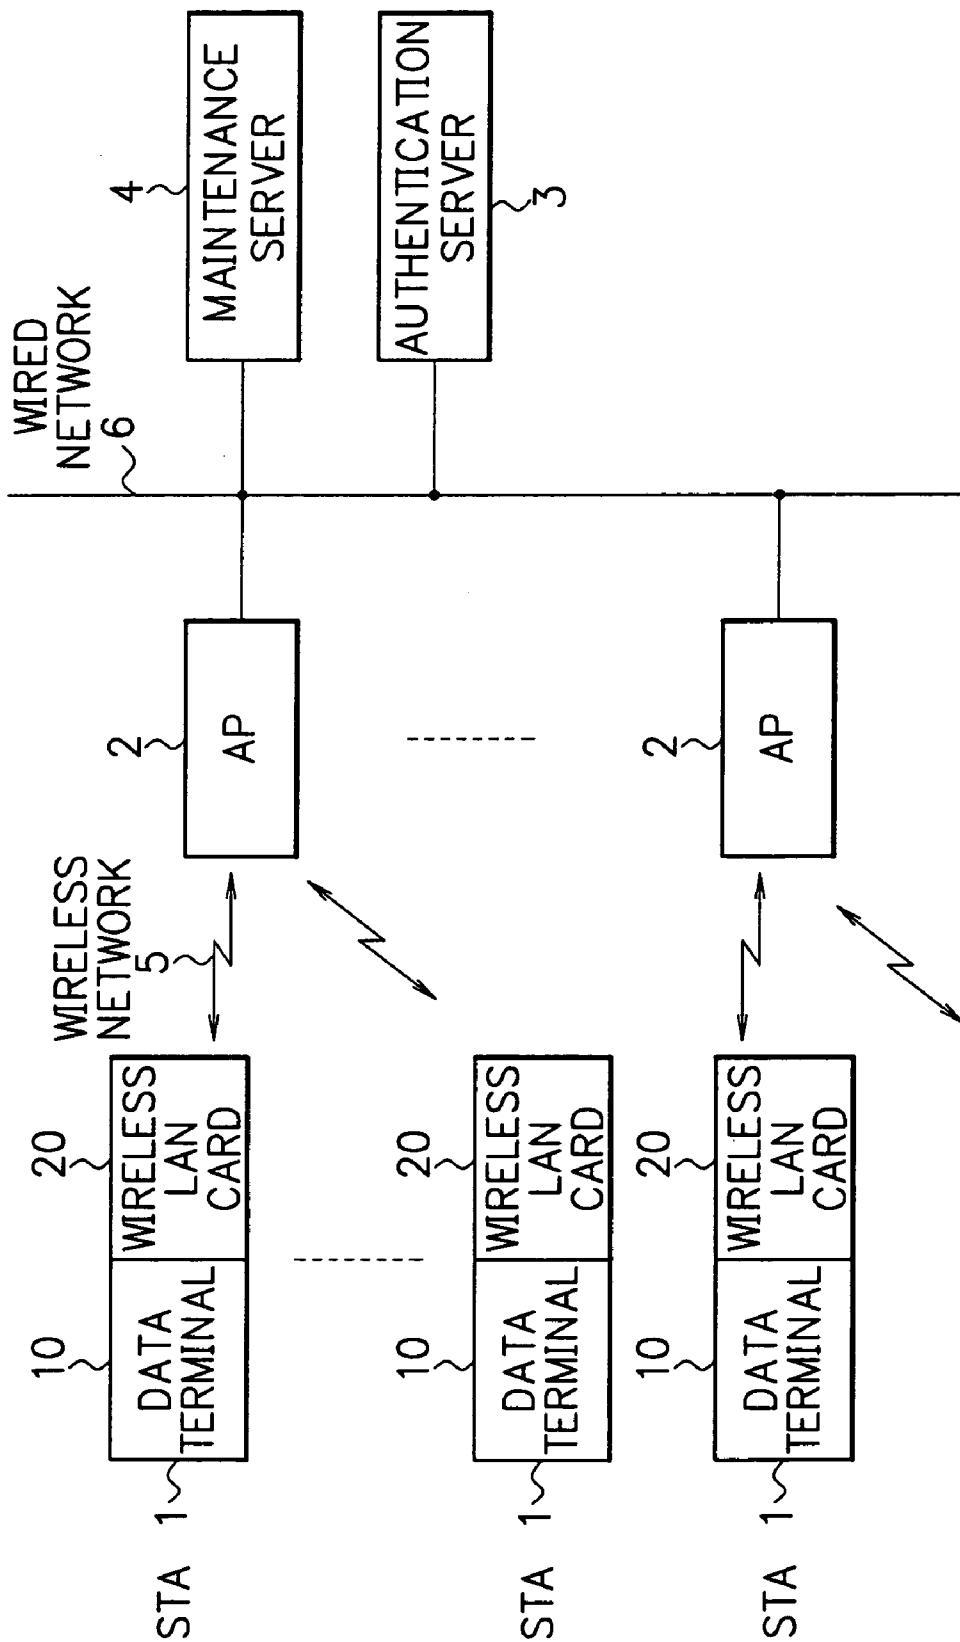 STA 1
10
DATA
TERMINAL
20
WIRELESS
LAN
CARD
WIRELESS
NETWORK
5
2
AP
WIRED
NETWORK
6
4
MAINTENANCE
SERVER
AUTHENTICATION
SERVER
3
STA 1
10
DATA
TERMINAL
20
WIRELESS
LAN
CARD
STA 1
10
DATA
TERMINAL
20
WIRELESS
LAN
CARD
2
AP